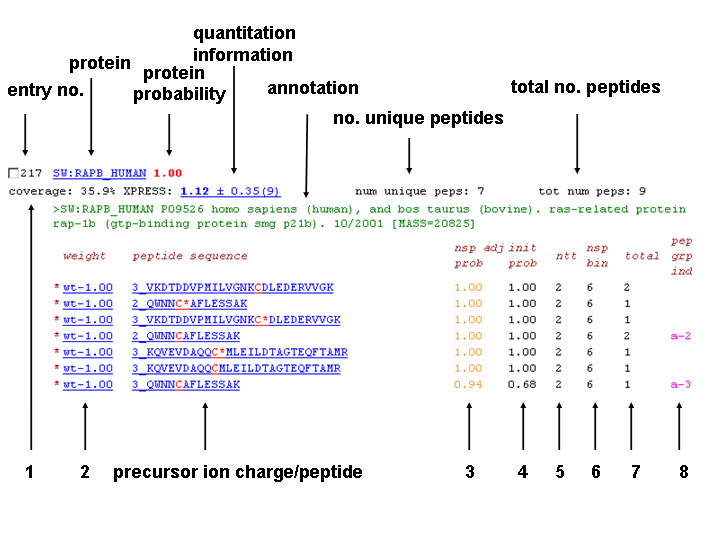 quantitation
information
protein
protein
probability
entry no.
annotation
total no. peptides
no. unique peptides
217 SW:RAPB_HUMAN 1.00
coverage: 35.9% XPRESS: 1.12 ± 0.35(9) num unique peps: 7 tot num peps: 9
>SW:RAPB_HUMAN P09526 homo sapiens (human), and bos taurus (bovine). ras-related protein
rap-1b (gtp-binding protein smg p21b). 10/2001 [MASS=20825]
weight peptide sequence nsp adj prob init prob ntt nsp bin total pep grp ind
*wt-1.00 3_VKDTDDVPMILVGNKCDLEDERVVGK 1.00 1.00 2 6 2
*wt-1.00 2_QWNNC*AFLESSAK 1.00 1.00 2 6 1
*wt-1.00 3_VKDTDDVPMILVGNKC*DLEDERVVGK 1.00 1.00 2 6 1
*wt-1.00 2_QWNNCAFLESSAK 1.00 1.00 2 6 2 a-2
*wt-1.00 3_KQVEVDAQQC*MLEILDTAGTEQFTAMR 1.00 1.00 2 6 1
*wt-1.00 3_KQVEVDAQQCMLEILDTAGTEQFTAMR 1.00 1.00 2 6 1
*wt-1.00 3_QWNNCAFLESSAK 0.94 0.68 2 6 1 a-3
1 2 precursor ion charge/peptide 3 4 5 6 7 8